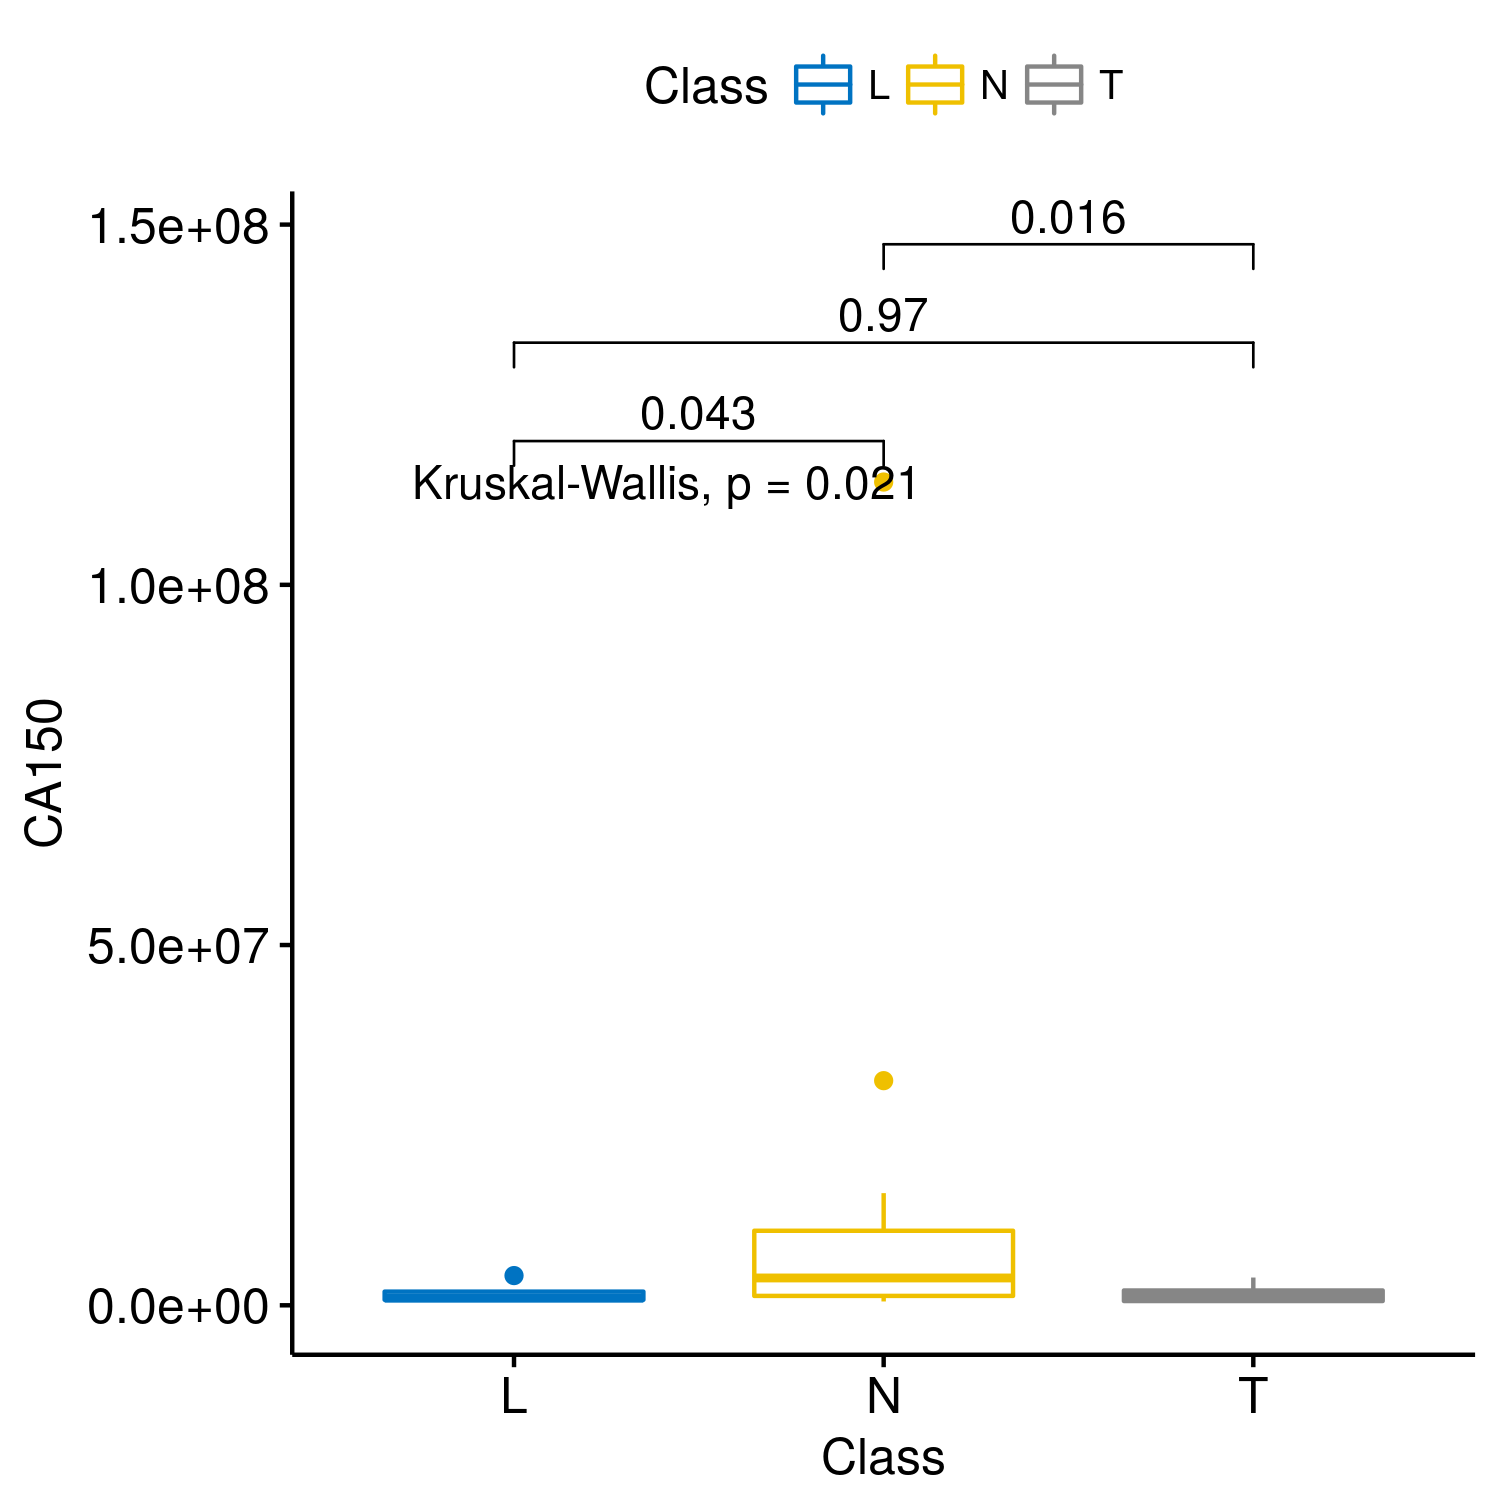 Class L N T
1.5e+08
0.016
0.97
0.043
Kruskal-Wallis, p = 0.021
1.0e+08
CA150
5.0e+07
0.0e+00
L N T
Class